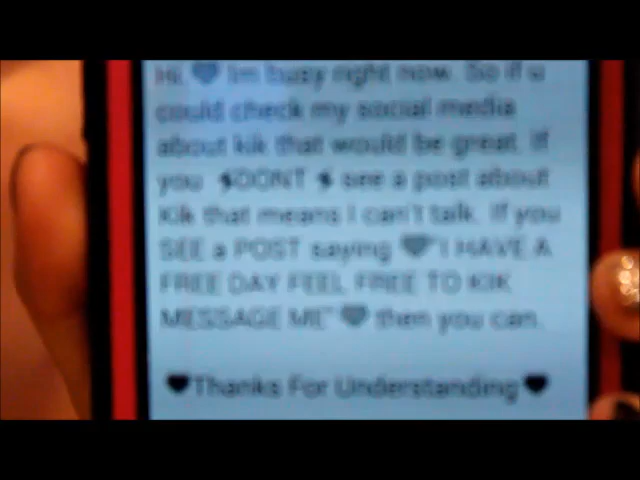 Hi. 💙 Im busy right now. So if u
could check my social media
about kik that would be great. If
you ⚡DONT⚡ see a post about
Kik that means I can't talk. If you
SEE a POST saying 💙"I HAVE A
FREE DAY FEEL FREE TO KIK
MESSAGE ME" 💙 then you can.
🖤Thanks For Understanding🖤